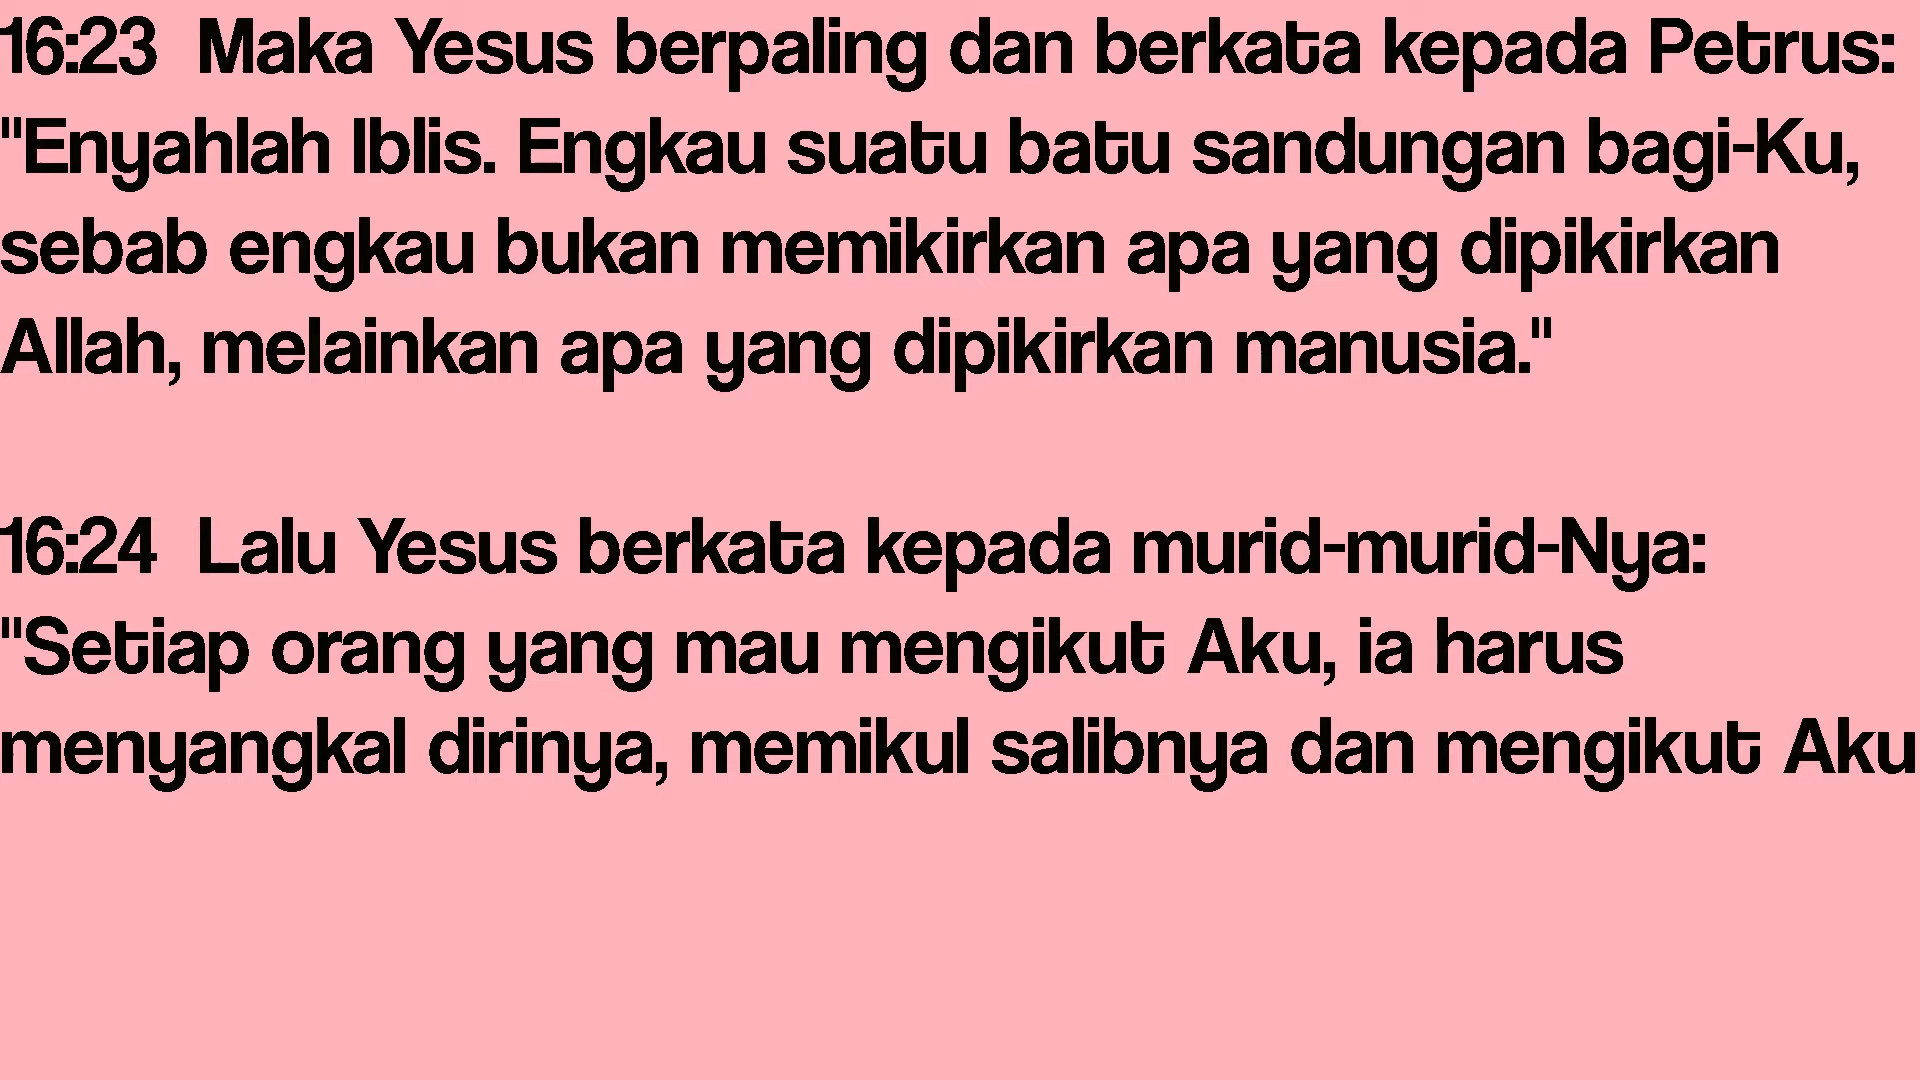 16:23  Maka Yesus berpaling dan berkata kepada Petrus:
"Enyahlah Iblis. Engkau suatu batu sandungan bagi-Ku,
sebab engkau bukan memikirkan apa yang dipikirkan
Allah, melainkan apa yang dipikirkan manusia."
16:24  Lalu Yesus berkata kepada murid-murid-Nya:
"Setiap orang yang mau mengikut Aku, ia harus
menyangkal dirinya, memikul salibnya dan mengikut Aku